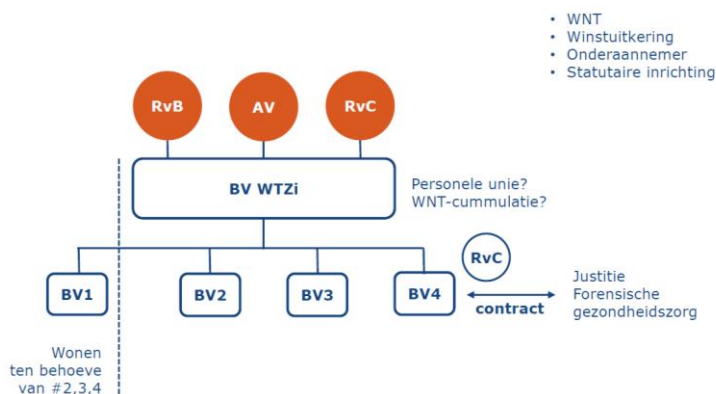 • WNT
• Winstuitkering
• Onderaannemer
• Statutaire inrichting
RvB
AV
RvC
BV WTZi
Personele unie?
WNT-cummulatie?
RvC
BV1
BV2
BV3
BV4
contract
Justitie
Forensische
gezondheidszorg
Wonen
ten behoeve
van #2,3,4